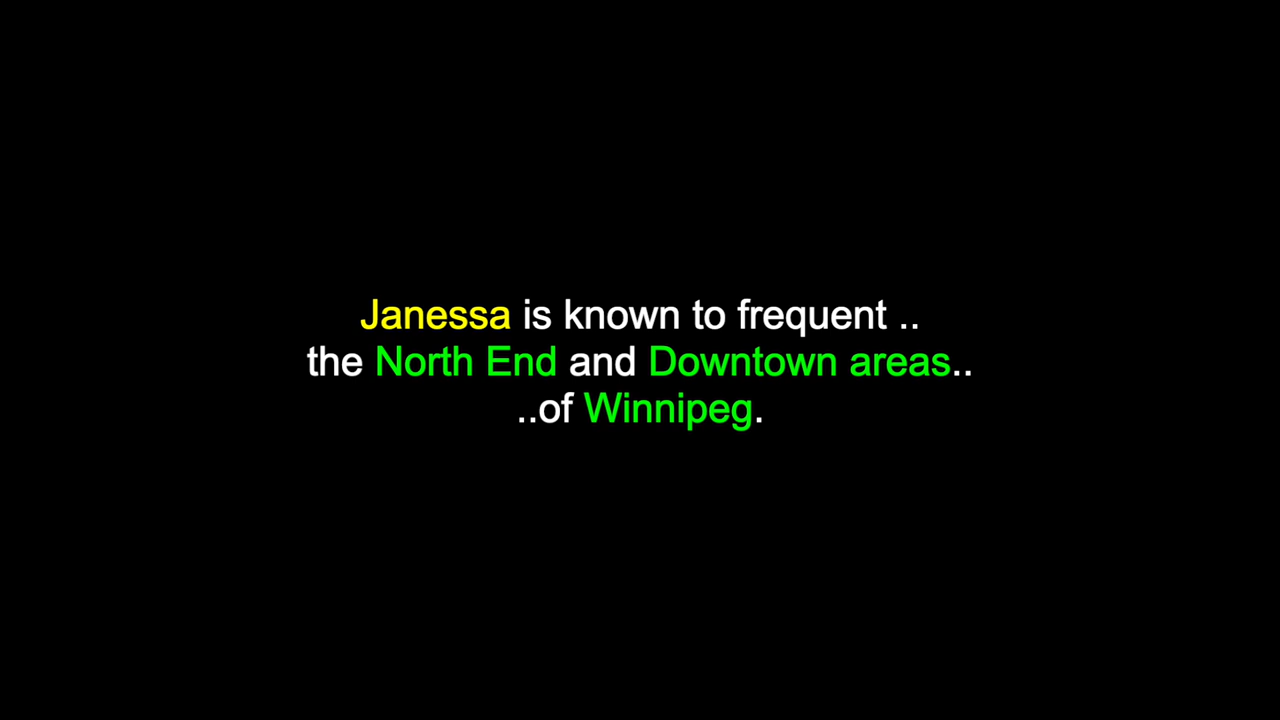 Janessa is known to frequent ..
the North End and Downtown areas..
..of Winnipeg.